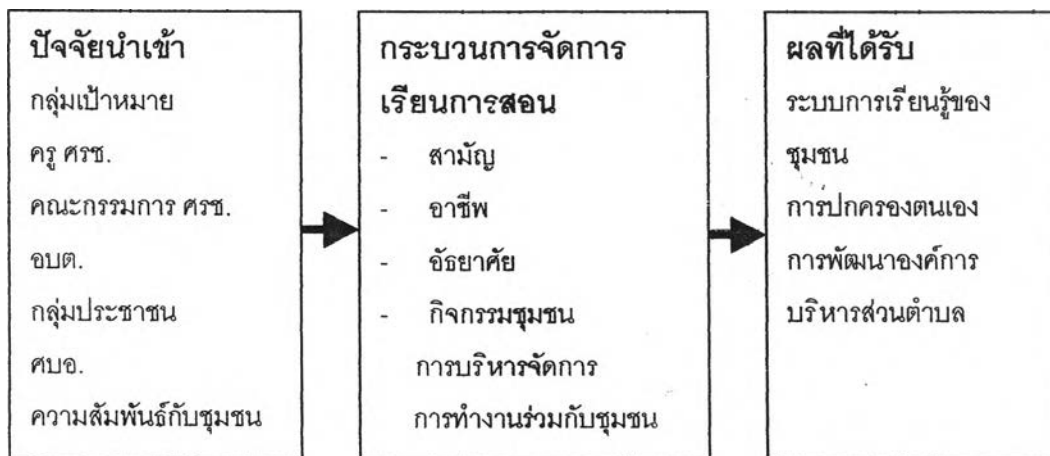 ปัจจัยนำเข้า
กลุ่มเป้าหมาย
ครู ศรช.
คณะกรรมการ ศรช.
อบต.
กลุ่มประชาชน
ศบอ.
ความสัมพันธ์กับชุมชน
กระบวนการจัดการ
เรียนการสอน
- สามัญ
- อาชีพ
- อัธยาศัย
- กิจกรรมชุมชน
การบริหารจัดการ
การทำงานร่วมกับชุมชน
ผลที่ได้รับ
ระบบการเรียนรู้ของ
ชุมชน
การปกครองตนเอง
การพัฒนาองค์การ
บริหารส่วนตำบล